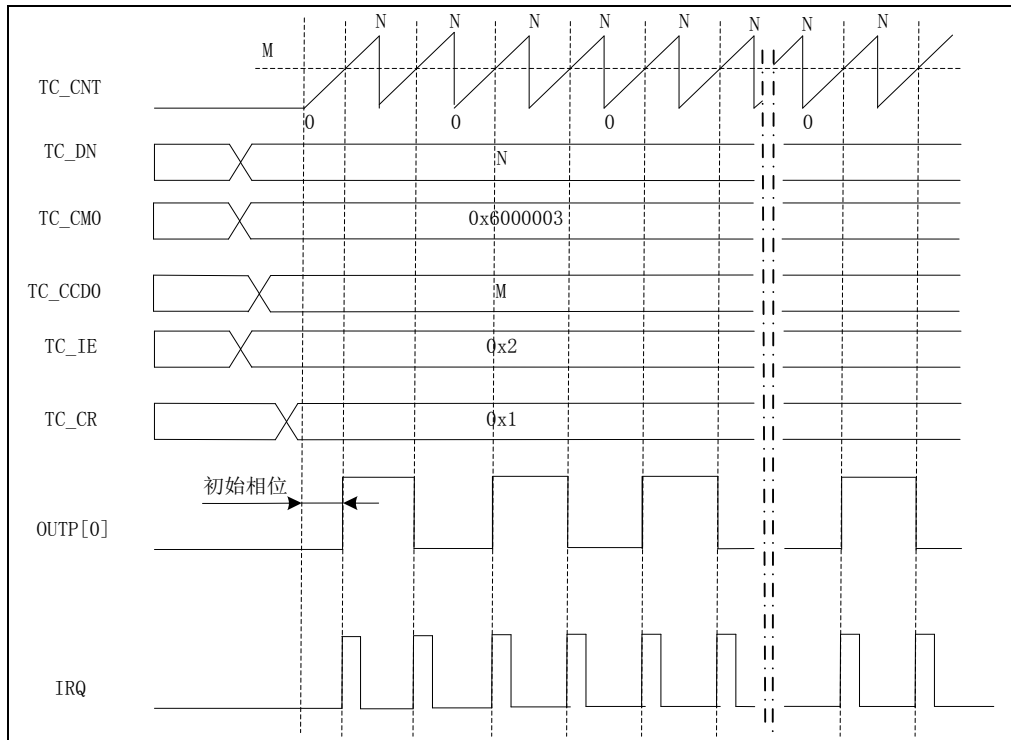 N N N N N N N N
M
TC_CNT
0 0 0 0
TC_DN
N
TC_CM0
0x6000003
TC_CCD0
M
TC_IE
0x2
TC_CR
0x1
初始相位
OUTP[0]
IRQ